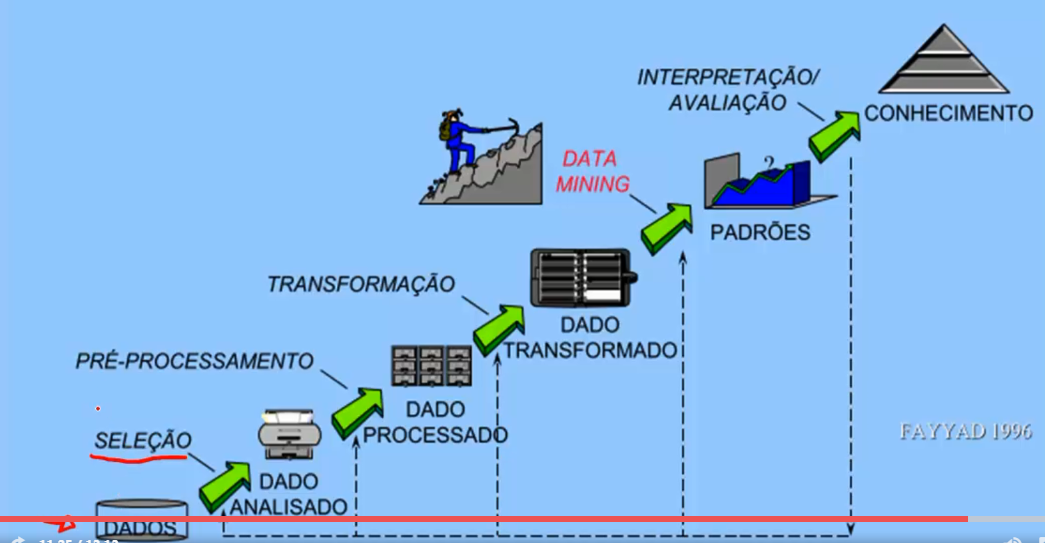 INTERPRETAÇÃO/
AVALIAÇÃO
CONHECIMENTO
DATA
MINING
PADRÕES
TRANSFORMAÇÃO
DADO
TRANSFORMADO
PRÉ-PROCESSAMENTO
DADO
PROCESSADO
FAYYAD 1996
SELEÇÃO
DADO
ANALISADO
DADOS